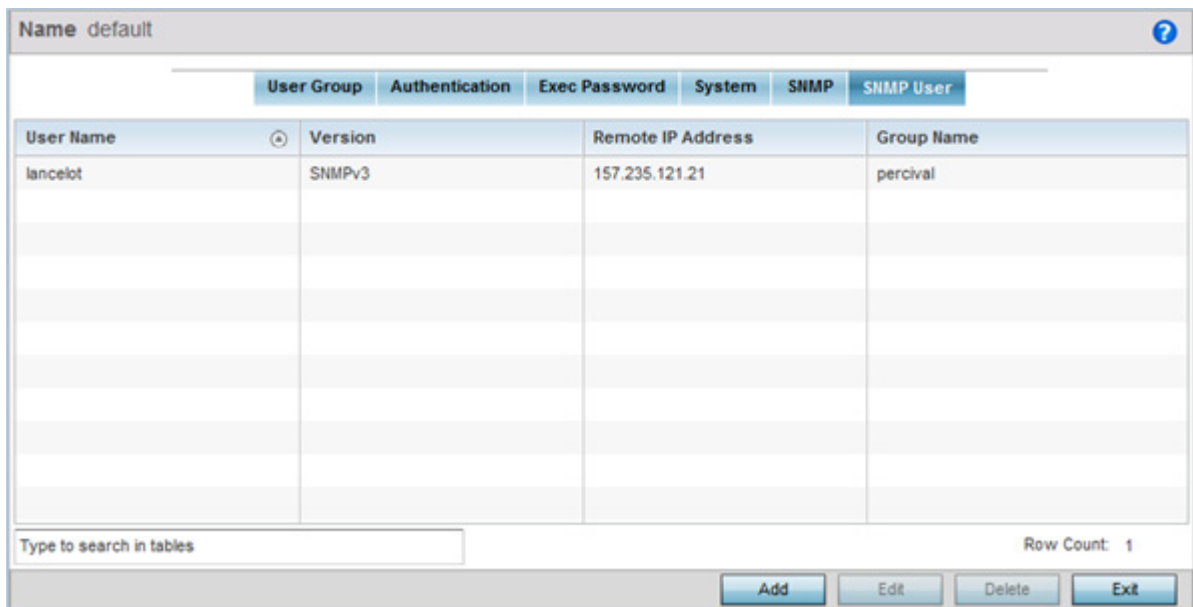 Name default
?
User Group Authentication Exec Password System SNMP SNMP User
User Name Version Remote IP Address Group Name
lancelot SNMPv3 157.235.121.21 percival
Type to search in tables Row Count: 1
Add Edit Delete Exit